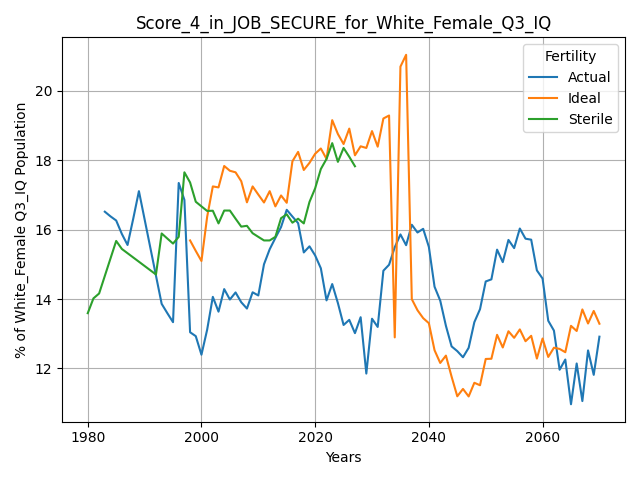 Score_4_in_JOB_SECURE_for_White_Female_Q3_IQ
% of White_Female Q3_IQ Population
20
18
16
14
12
1980
2000
2020
2040
2060
Years
Fertility
Actual
Ideal
Sterile